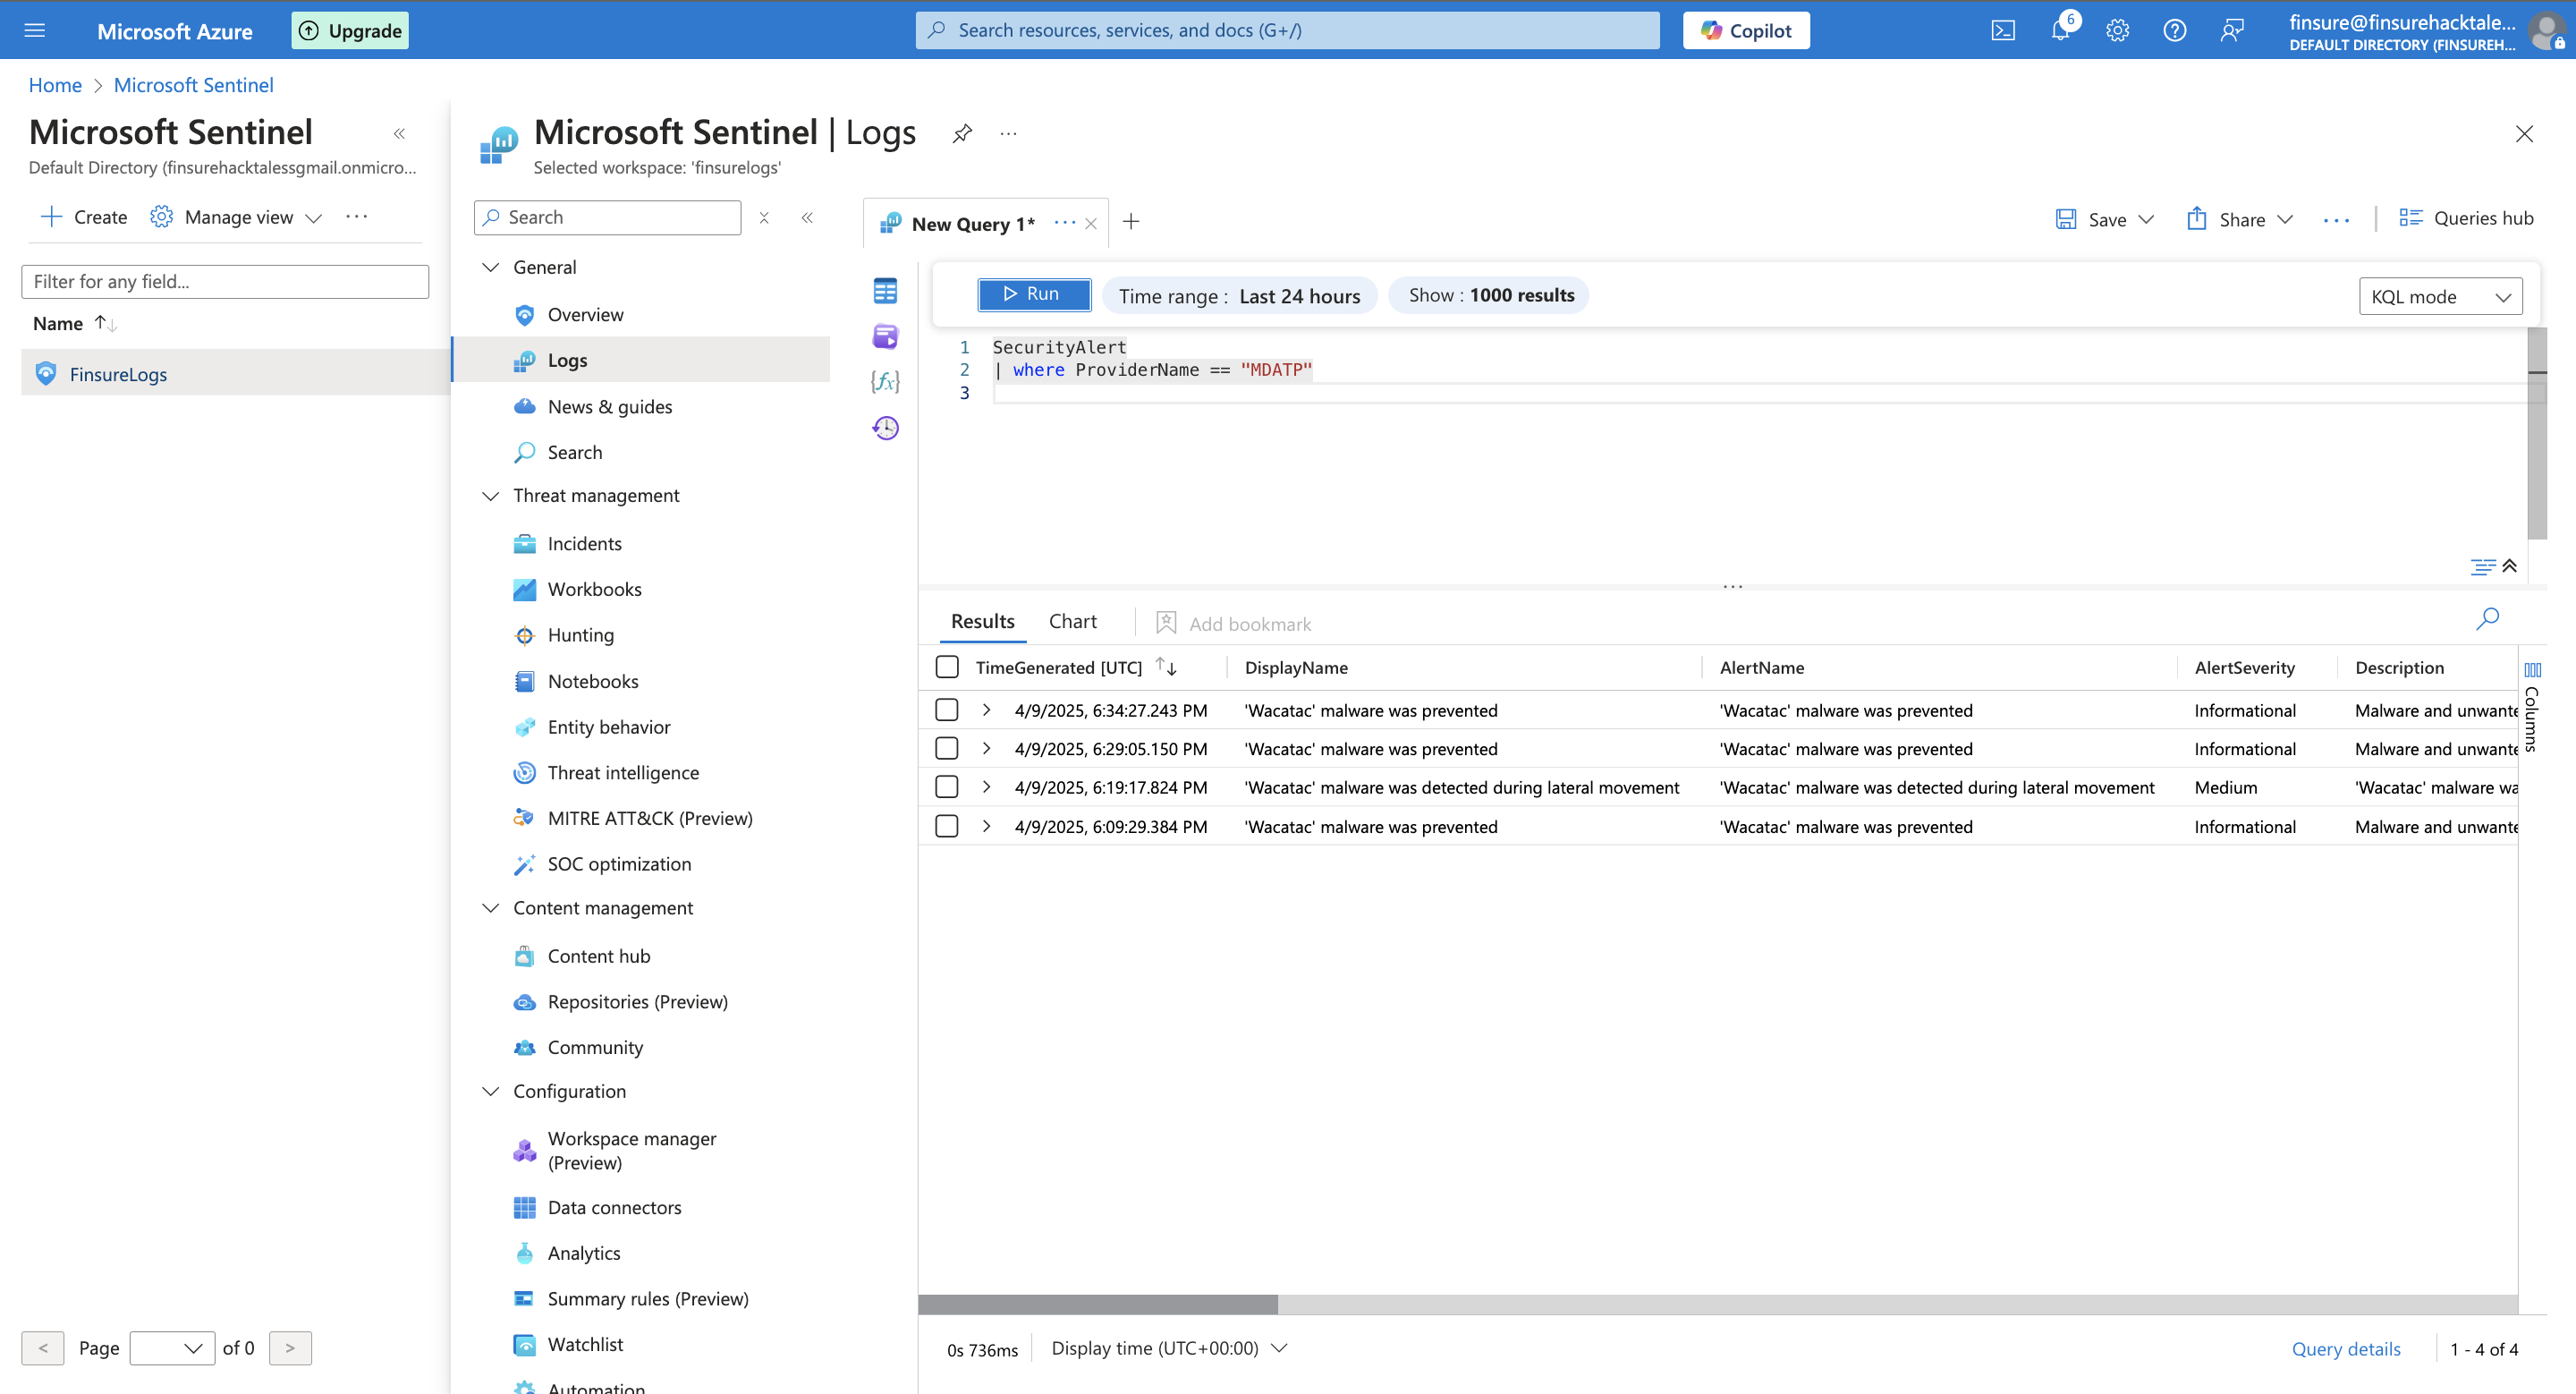 Microsoft Azure
Upgrade
Search resources, services, and docs (G+/)
Copilot
6
finsure@finsurehacktale...
DEFAULT DIRECTORY (FINSUREH...
Home > Microsoft Sentinel
Microsoft Sentinel
«
Default Directory (finsurehacktalessgmail.onmicro...
+ Create
Manage view
...
Filter for any field...
Name
FinsureLogs
< Page of 0 >
Microsoft Sentinel | Logs
...
Selected workspace: 'finsurelogs'
Search
«
General
Overview
Logs
News & guides
Search
Threat management
Incidents
Workbooks
Hunting
Notebooks
Entity behavior
Threat intelligence
MITRE ATT&CK (Preview)
SOC optimization
Content management
Content hub
Repositories (Preview)
Community
Configuration
Workspace manager
(Preview)
Data connectors
Analytics
Summary rules (Preview)
Watchlist
Automation
New Query 1*
...
+
Save
Share
...
Queries hub
{fx}
Run
Time range : Last 24 hours
Show : 1000 results
KQL mode
1 SecurityAlert
2 | where ProviderName == "MDATP"
3
...
Results
Chart
Add bookmark
TimeGenerated [UTC] DisplayName AlertName AlertSeverity Description
4/9/2025, 6:34:27.243 PM 'Wacatac' malware was prevented 'Wacatac' malware was prevented Informational Malware and unwante
4/9/2025, 6:29:05.150 PM 'Wacatac' malware was prevented 'Wacatac' malware was prevented Informational Malware and unwante
4/9/2025, 6:19:17.824 PM 'Wacatac' malware was detected during lateral movement 'Wacatac' malware was detected during lateral movement Medium 'Wacatac' malware wa
4/9/2025, 6:09:29.384 PM 'Wacatac' malware was prevented 'Wacatac' malware was prevented Informational Malware and unwante
Columns
0s 736ms
Display time (UTC+00:00)
Query details
1 - 4 of 4